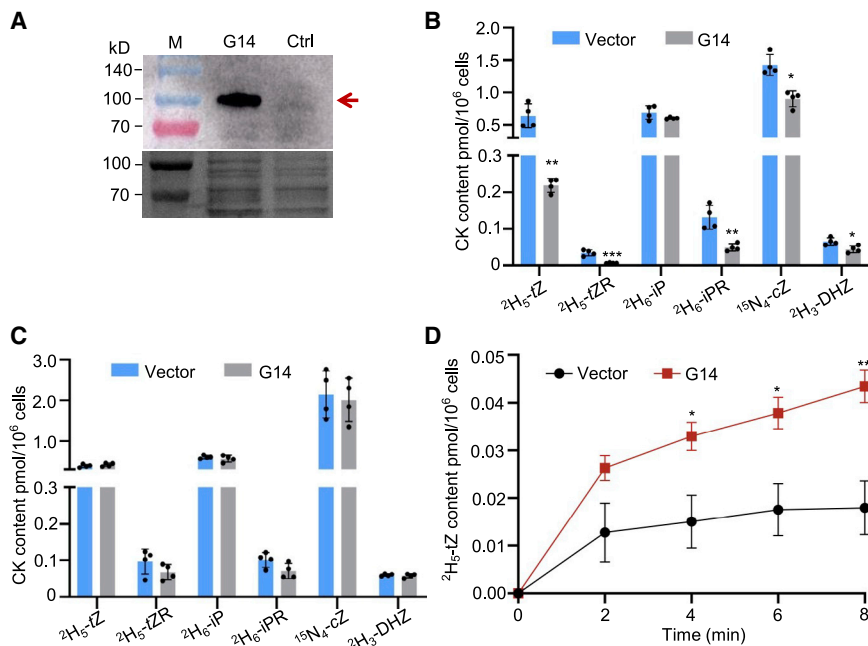 A
kD M G14 Ctrl
140
100
70
100
70
B
CK content pmol/10⁶ cells
Vector G14
2.0
1.5
1.0
0.5
0.3
0.2
0.1
0
** *** ** * *
²H₅-tZ ²H₅-tZR ²H₆-iP ²H₆-iPR ¹⁵N₄-cZ ²H₃-DHZ
C
CK content pmol/10⁶ cells
Vector G14
3.0
2.0
1.0
0.3
0.2
0.1
0
²H₅-tZ ²H₅-tZR ²H₆-iP ²H₆-iPR ¹⁵N₄-cZ ²H₃-DHZ
D
²H₅-tZ content pmol/10⁶ cells
Vector G14
0.05
0.04
0.03
0.02
0.01
0.00
* * **
0 2 4 6 8
Time (min)